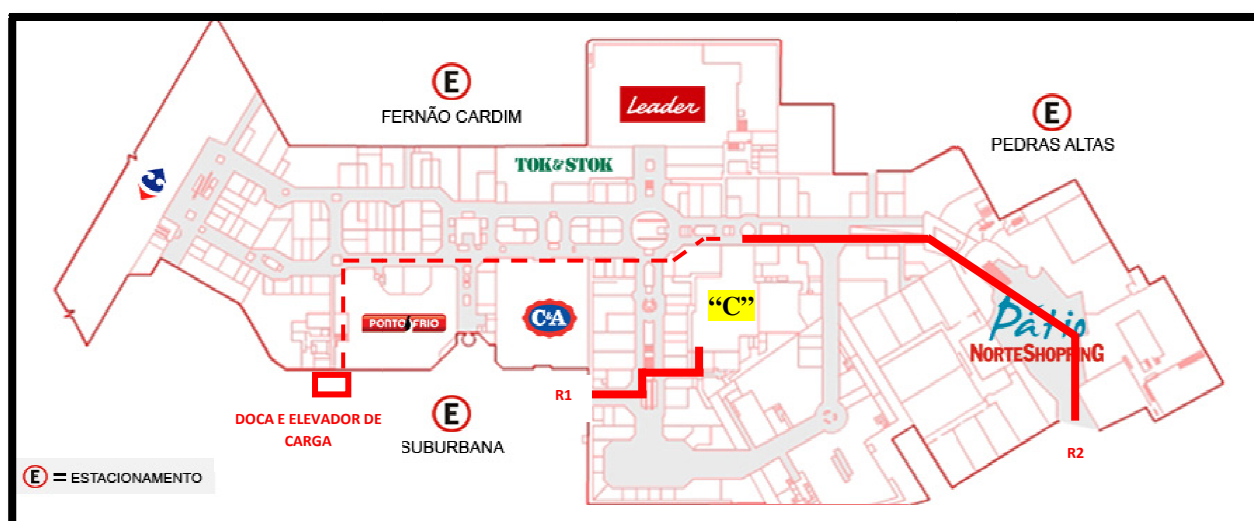 E
FERNÃO CARDIM
Leader
E
PEDRAS ALTAS
TOK&STOK
"C"
PONTO FRIO
C&A
Pátio
NORTESHOPPING
DOCA E ELEVADOR DE
CARGA
E
SUBURBANA
R1
R2
E = ESTACIONAMENTO